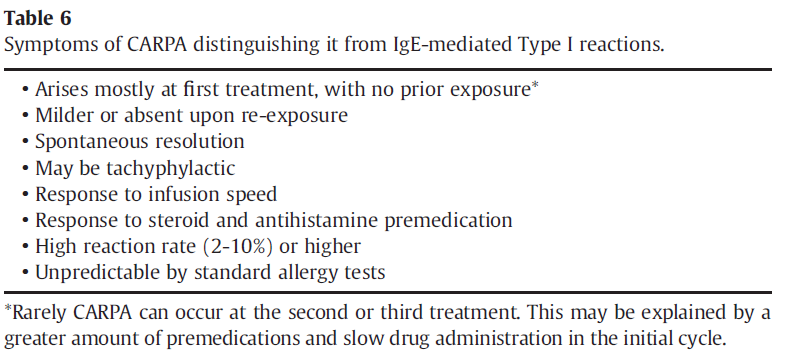 Table 6
Symptoms of CARPA distinguishing it from IgE-mediated Type I reactions.
• Arises mostly at first treatment, with no prior exposure*
• Milder or absent upon re-exposure
• Spontaneous resolution
• May be tachyphylactic
• Response to infusion speed
• Response to steroid and antihistamine premedication
• High reaction rate (2-10%) or higher
• Unpredictable by standard allergy tests
*Rarely CARPA can occur at the second or third treatment. This may be explained by a
greater amount of premedications and slow drug administration in the initial cycle.